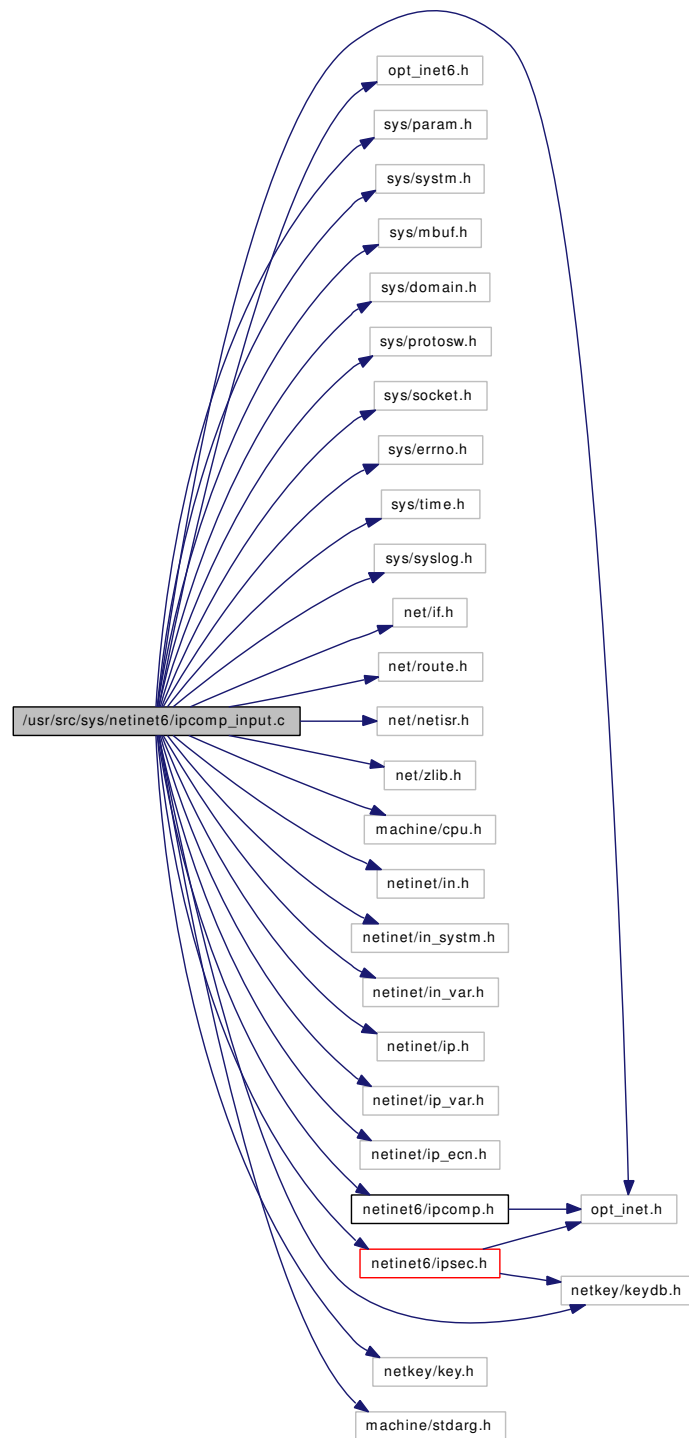 opt_inet6.h
sys/param.h
sys/systm.h
sys/mbuf.h
sys/domain.h
sys/protosw.h
sys/socket.h
sys/errno.h
sys/time.h
sys/syslog.h
net/if.h
net/route.h
/usr/src/sys/netinet6/ipcomp_input.c
net/netisr.h
net/zlib.h
machine/cpu.h
netinet/in.h
netinet/in_systm.h
netinet/in_var.h
netinet/ip.h
netinet/ip_var.h
netinet/ip_ecn.h
netinet6/ipcomp.h
opt_inet.h
netinet6/ipsec.h
netkey/keydb.h
netkey/key.h
machine/stdarg.h